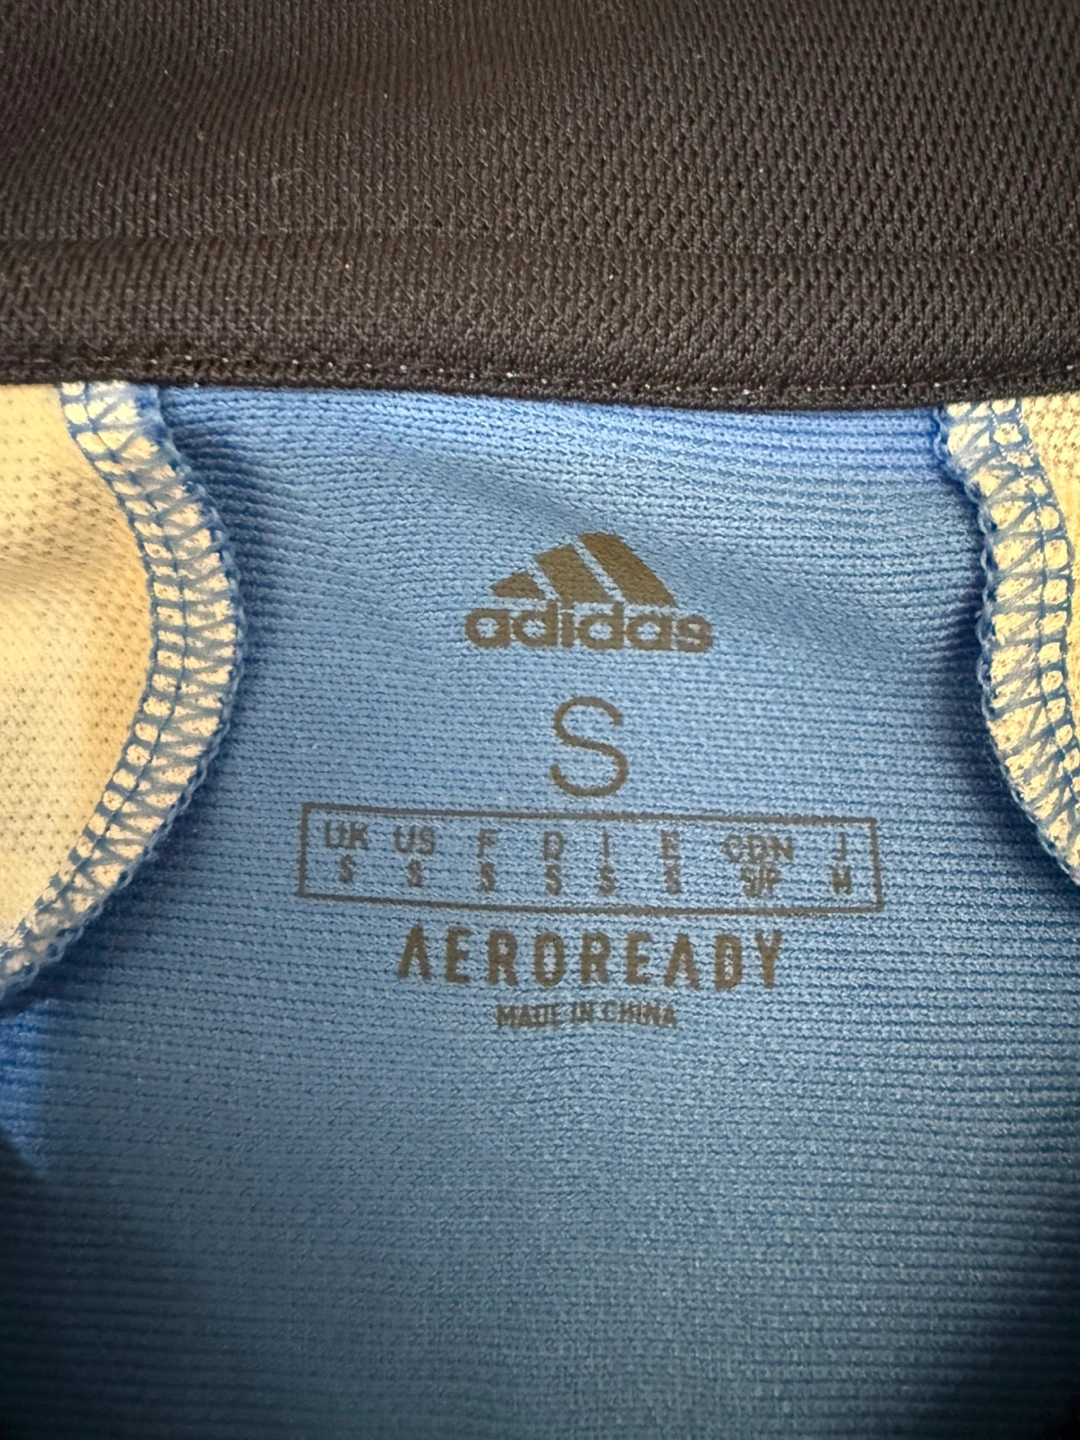 adidas
S
UK US F D I E CDN J
S S S S S S S/P M
AEROREADY
MADE IN CHINA